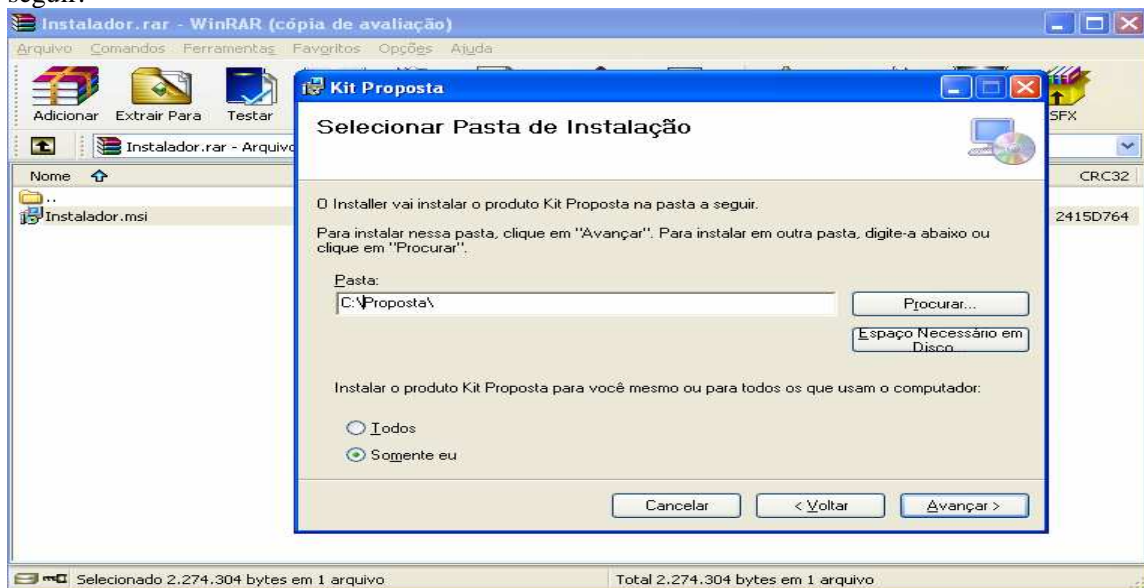 seguir:
Instalador.rar - WinRAR (cópia de avaliação)
Arquivo Comandos Ferramentas Favoritos Opções Ajuda
Adicionar Extrair Para Testar SFX
Instalador.rar - Arquivo
Nome CRC32
..
Instalador.msi 2415D764
Kit Proposta
Selecionar Pasta de Instalação
O Installer vai instalar o produto Kit Proposta na pasta a seguir.
Para instalar nessa pasta, clique em "Avançar". Para instalar em outra pasta, digite-a abaixo ou
clique em "Procurar".
Pasta:
C:\Proposta\
Procurar...
Espaço Necessário em
Disco
Instalar o produto Kit Proposta para você mesmo ou para todos os que usam o computador:
Todos
Somente eu
Cancelar < Voltar Avançar >
Selecionado 2.274.304 bytes em 1 arquivo Total 2.274.304 bytes em 1 arquivo